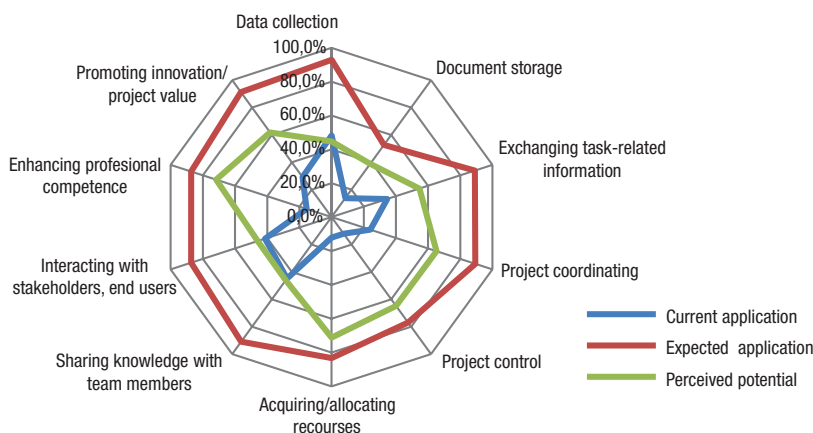 Data collection
100,0%
80,0%
60,0%
40,0%
20,0%
0,0%
Promoting innovation/
project value
Document storage
Enhancing profesional
competence
Exchanging task-related
information
Interacting with
stakeholders, end users
Project coordinating
Sharing knowledge with
team members
Project control
Acquiring/allocating
recourses
Current application
Expected application
Perceived potential